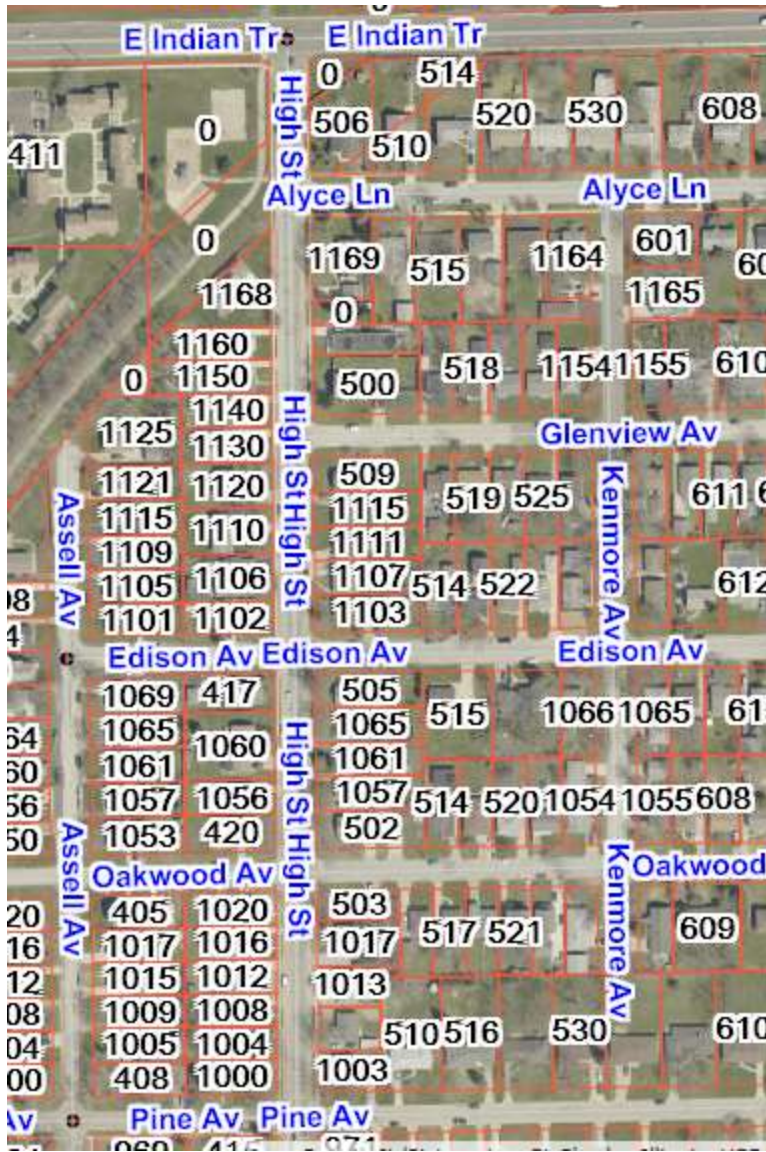 0
E Indian Tr E Indian Tr
0 514
High St
506 520 530 608
0 510
411
Alyce Ln Alyce Ln
0 601
1169 515 1164
1168 1165
0
1160
518 1154 1155 610
0 1150 500
1140
High St
1125 1130 Glenview Av
509
1121 1120 519 525 611
Assell Av 1115 1115 Kenmore Av
1110 High St
1109 1111
1105 1106 1107 514 522 612
1101 1102 1103
Edison Av Edison Av Edison Av
1069 417 505
515 1066 1065
1065 1060 1065
High St
1061 1061
1057 1056 1057 514 520 1054 1055 608
1053 420 502
Assell Av High St Kenmore Av
Oakwood Av Oakwood
405 1020 503
517 521 609
1017 1016 1017
1015 1012 1013
1009 1008
510 516 530 610
1005 1004
408 1000 1003
Av Pine Av Pine Av